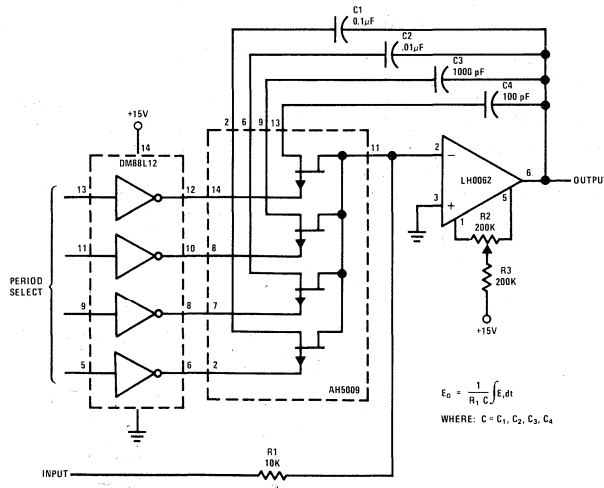 C1
0.1μF
C2
.01μF
C3
1000 pF
C4
100 pF
+15V
14
DM88L12
2 6 9 13
13
12
14
11
10
8
9
8
7
5
6
2
PERIOD
SELECT
AH5009
11
2
3
LH0062
6
OUTPUT
5
1
R2
200K
R3
200K
+15V
E₀ = 1/R₁ C ∫E₁dt
WHERE: C = C₁, C₂, C₃, C₄
R1
10K
INPUT